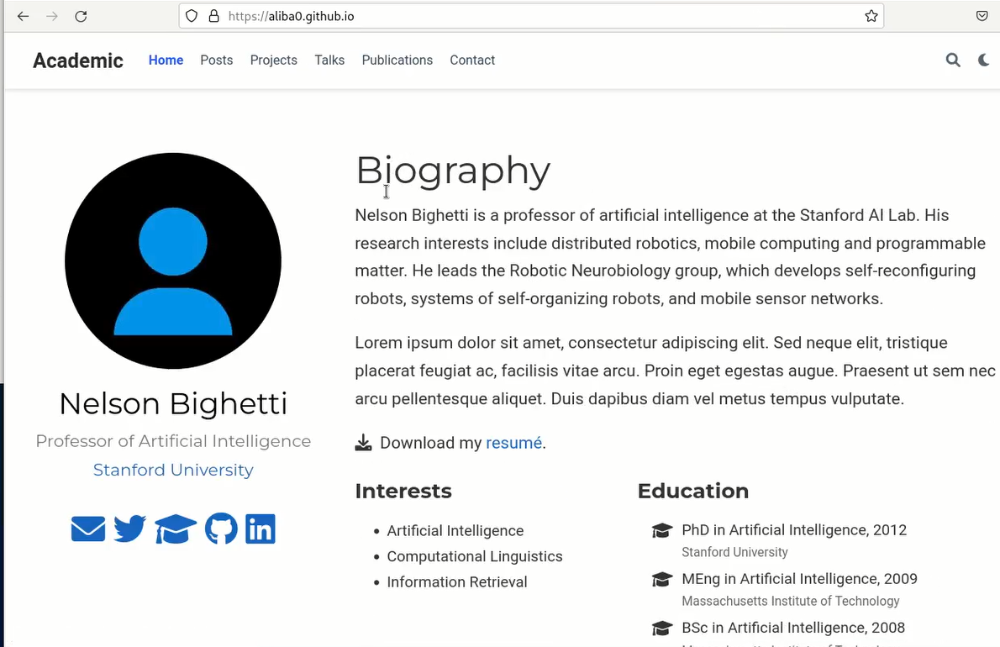 https://aliba0.github.io
Academic Home Posts Projects Talks Publications Contact
Biography
Nelson Bighetti is a professor of artificial intelligence at the Stanford AI Lab. His
research interests include distributed robotics, mobile computing and programmable
matter. He leads the Robotic Neurobiology group, which develops self-reconfiguring
robots, systems of self-organizing robots, and mobile sensor networks.
Lorem ipsum dolor sit amet, consectetur adipiscing elit. Sed neque elit, tristique
placerat feugiat ac, facilisis vitae arcu. Proin eget egestas augue. Praesent ut sem nec
arcu pellentesque aliquet. Duis dapibus diam vel metus tempus vulputate.
Download my resumé.
Nelson Bighetti
Professor of Artificial Intelligence
Stanford University
in
Interests
Artificial Intelligence
Computational Linguistics
Information Retrieval
Education
PhD in Artificial Intelligence, 2012
Stanford University
MEng in Artificial Intelligence, 2009
Massachusetts Institute of Technology
BSc in Artificial Intelligence, 2008